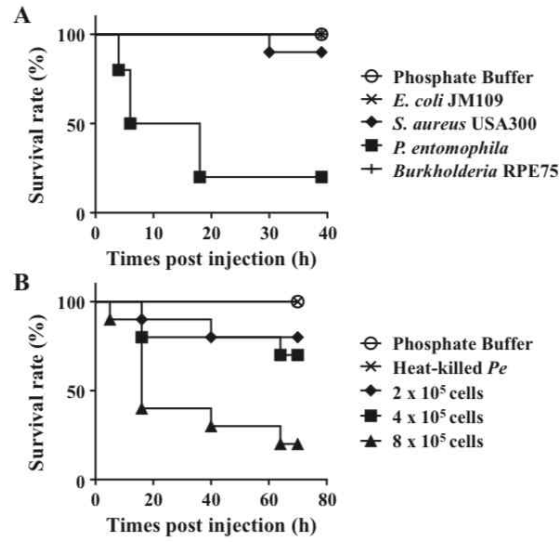 A
Survival rate (%)
100
50
0
0 10 20 30 40
Times post injection (h)
Phosphate Buffer
E. coli JM109
S. aureus USA300
P. entomophila
Burkholderia RPE75
B
Survival rate (%)
100
50
0
0 20 40 60 80
Times post injection (h)
Phosphate Buffer
Heat-killed Pe
2 x 10⁵ cells
4 x 10⁵ cells
8 x 10⁵ cells